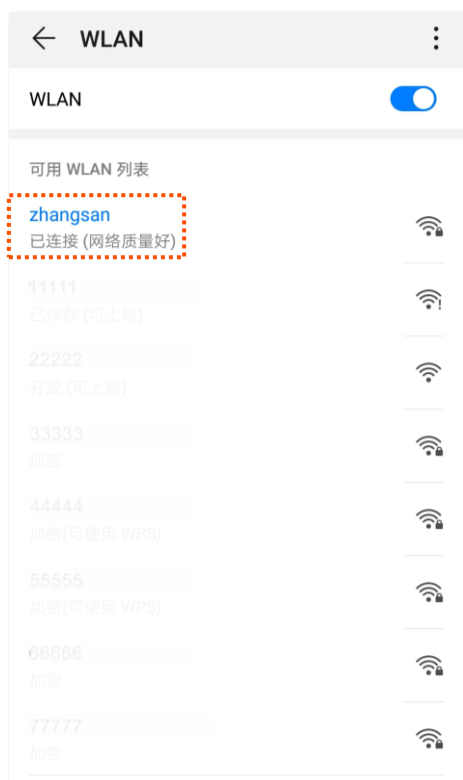 WLAN
WLAN
可用 WLAN 列表
zhangsan
已连接 (网络质量好)
11111
已保存 (可上网)
22222
开放 (可上网)
33333
加密
44444
加密(可使用 WPS)
55555
加密(可使用 WPS)
66666
加密
77777
加密